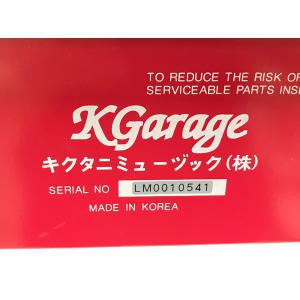 TO REDUCE THE RISK OF
SERVICEABLE PARTS INS
KGarage
キクタニミューヅック(株)
SERIAL NO LM0010541
MADE IN KOREA